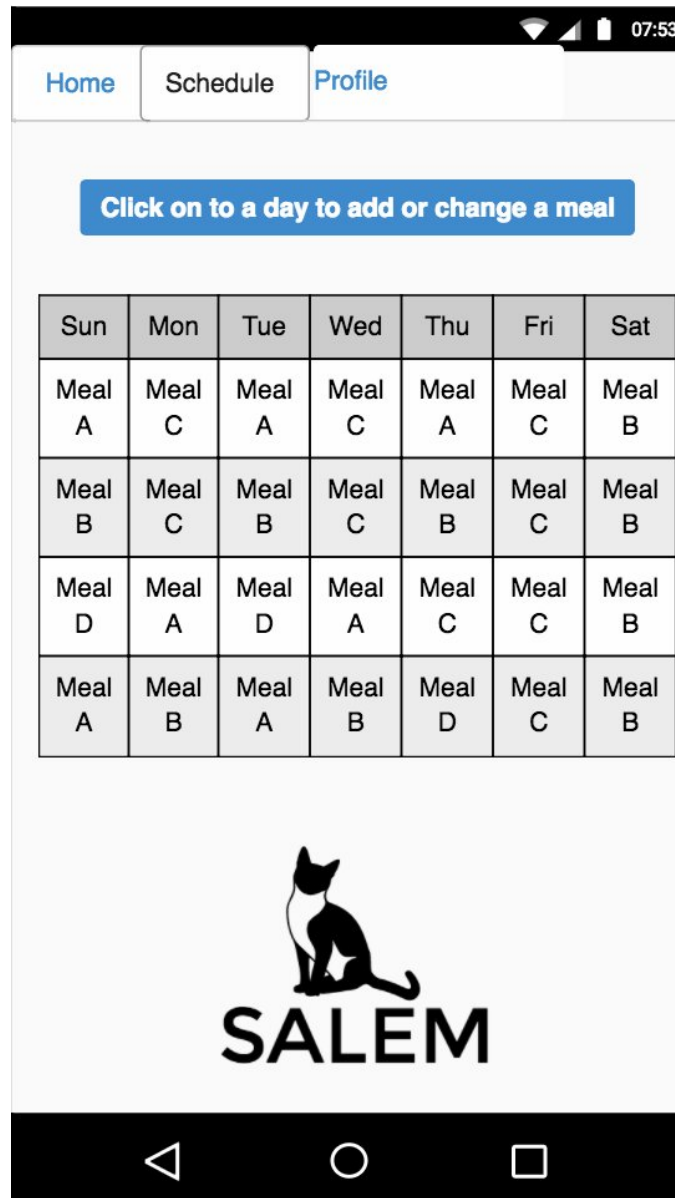 07:53
Home Schedule Profile
Click on to a day to add or change a meal
Sun Mon Tue Wed Thu Fri Sat
Meal Meal Meal Meal Meal Meal Meal
A C A C A C B
Meal Meal Meal Meal Meal Meal Meal
B C B C B C B
Meal Meal Meal Meal Meal Meal Meal
D A D A C C B
Meal Meal Meal Meal Meal Meal Meal
A B A B D C B
SALEM